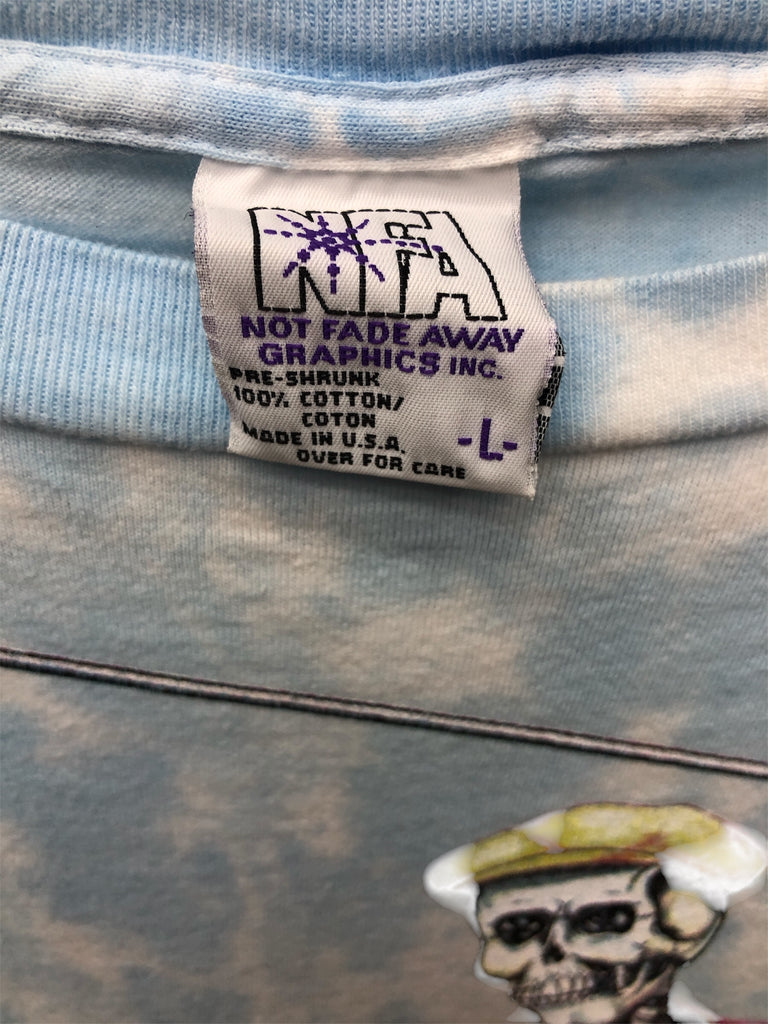 NFA
NOT FADE AWAY
GRAPHICS INC.
PRE-SHRUNK
100% COTTON/
COTON
MADE IN U.S.A.
-L-
OVER FOR CARE